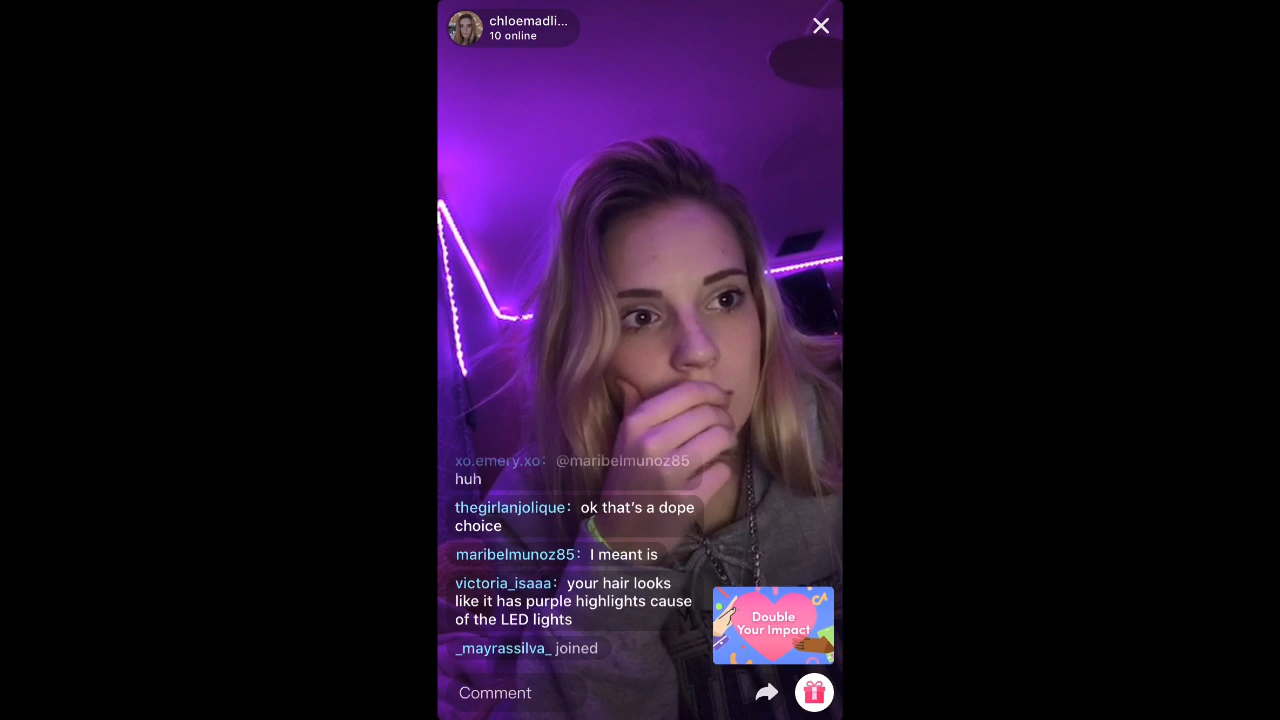 chloemadli...
10 online
xo.emery.xo: @maribelmunoz85
huh
thegirlanjolique: ok that's a dope
choice
maribelmunoz85: I meant is
victoria_isaaa: your hair looks
like it has purple highlights cause
of the LED lights
_mayrassilva_ joined
Double
Your Impact
Comment